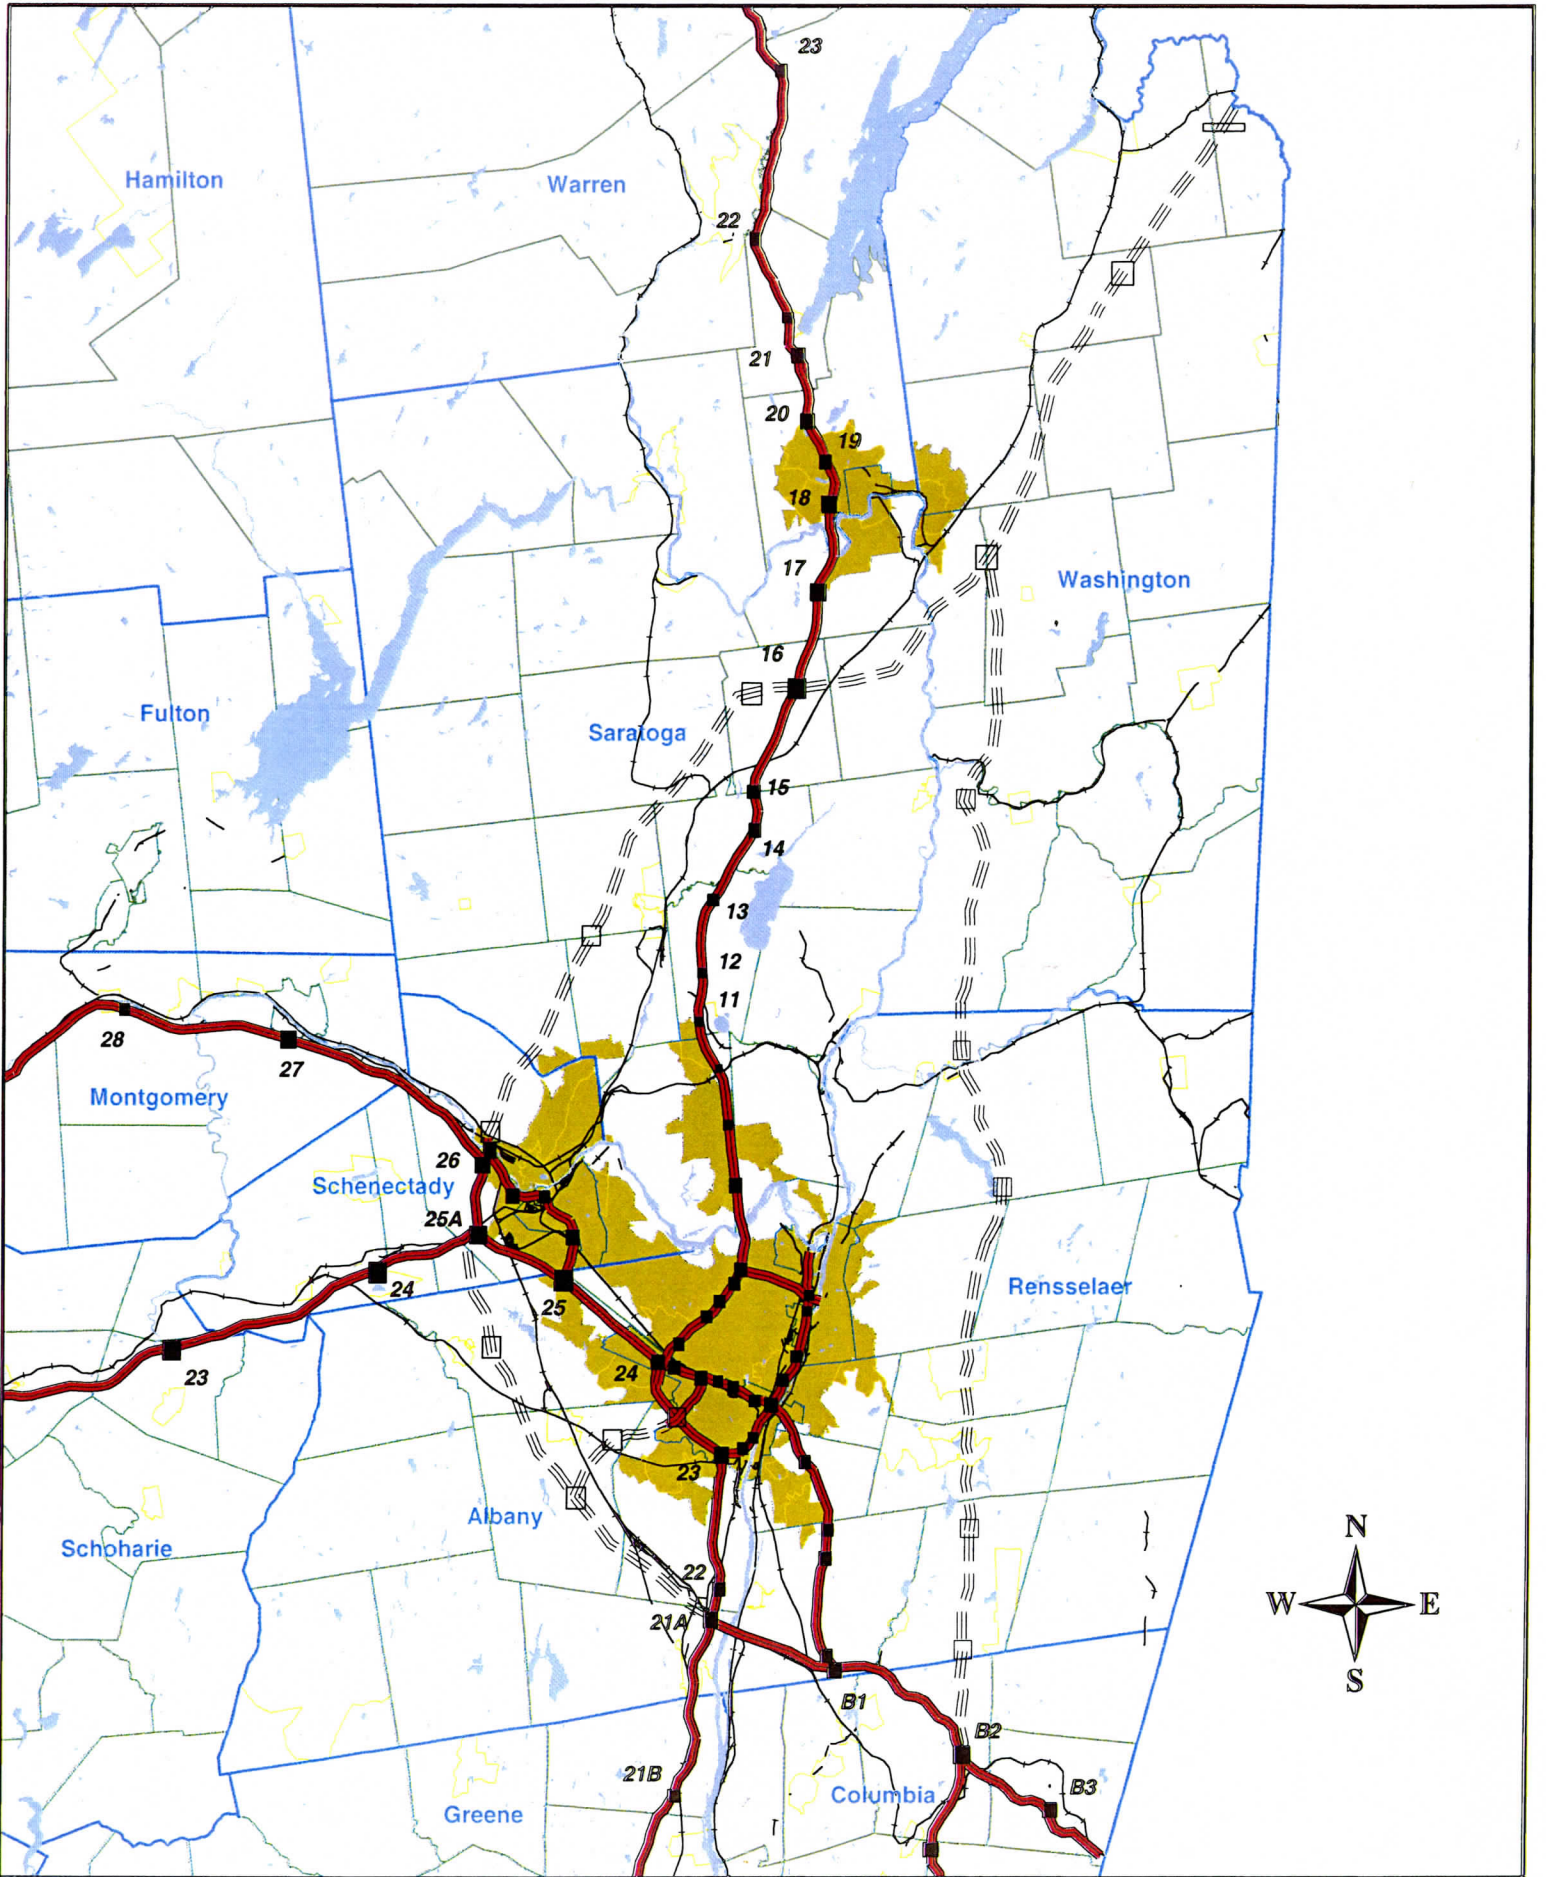 23
Hamilton
Warren
22
21
20
19
18
17
Washington
16
Fulton
Saratoga
15
14
13
12
11
28
27
Montgomery
26
Schenectady
25A
24
25
Rensselaer
23
24
23
Albany
Schoharie
N
W
E
S
22
21A
B1
B2
21B
B3
Columbia
Greene